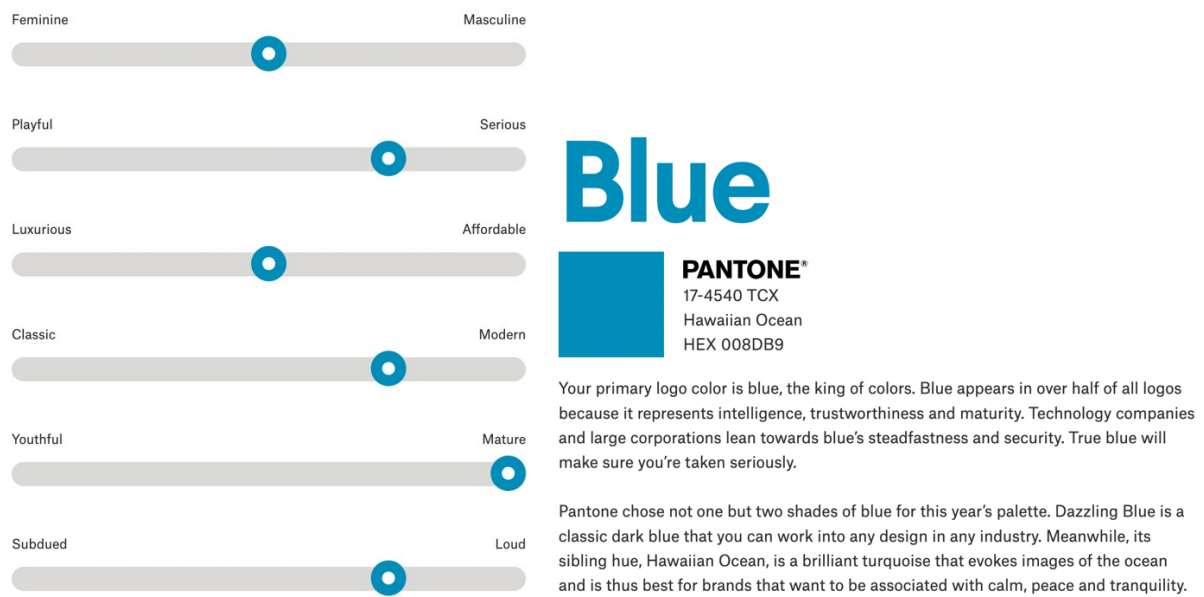 Feminine Masculine
Playful Serious
Luxurious Affordable
Classic Modern
Youthful Mature
Subdued Loud
Blue
PANTONE®
17-4540 TCX
Hawaiian Ocean
HEX 008DB9
Your primary logo color is blue, the king of colors. Blue appears in over half of all logos
because it represents intelligence, trustworthiness and maturity. Technology companies
and large corporations lean towards blue’s steadfastness and security. True blue will
make sure you’re taken seriously.
Pantone chose not one but two shades of blue for this year’s palette. Dazzling Blue is a
classic dark blue that you can work into any design in any industry. Meanwhile, its
sibling hue, Hawaiian Ocean, is a brilliant turquoise that evokes images of the ocean
and is thus best for brands that want to be associated with calm, peace and tranquility.